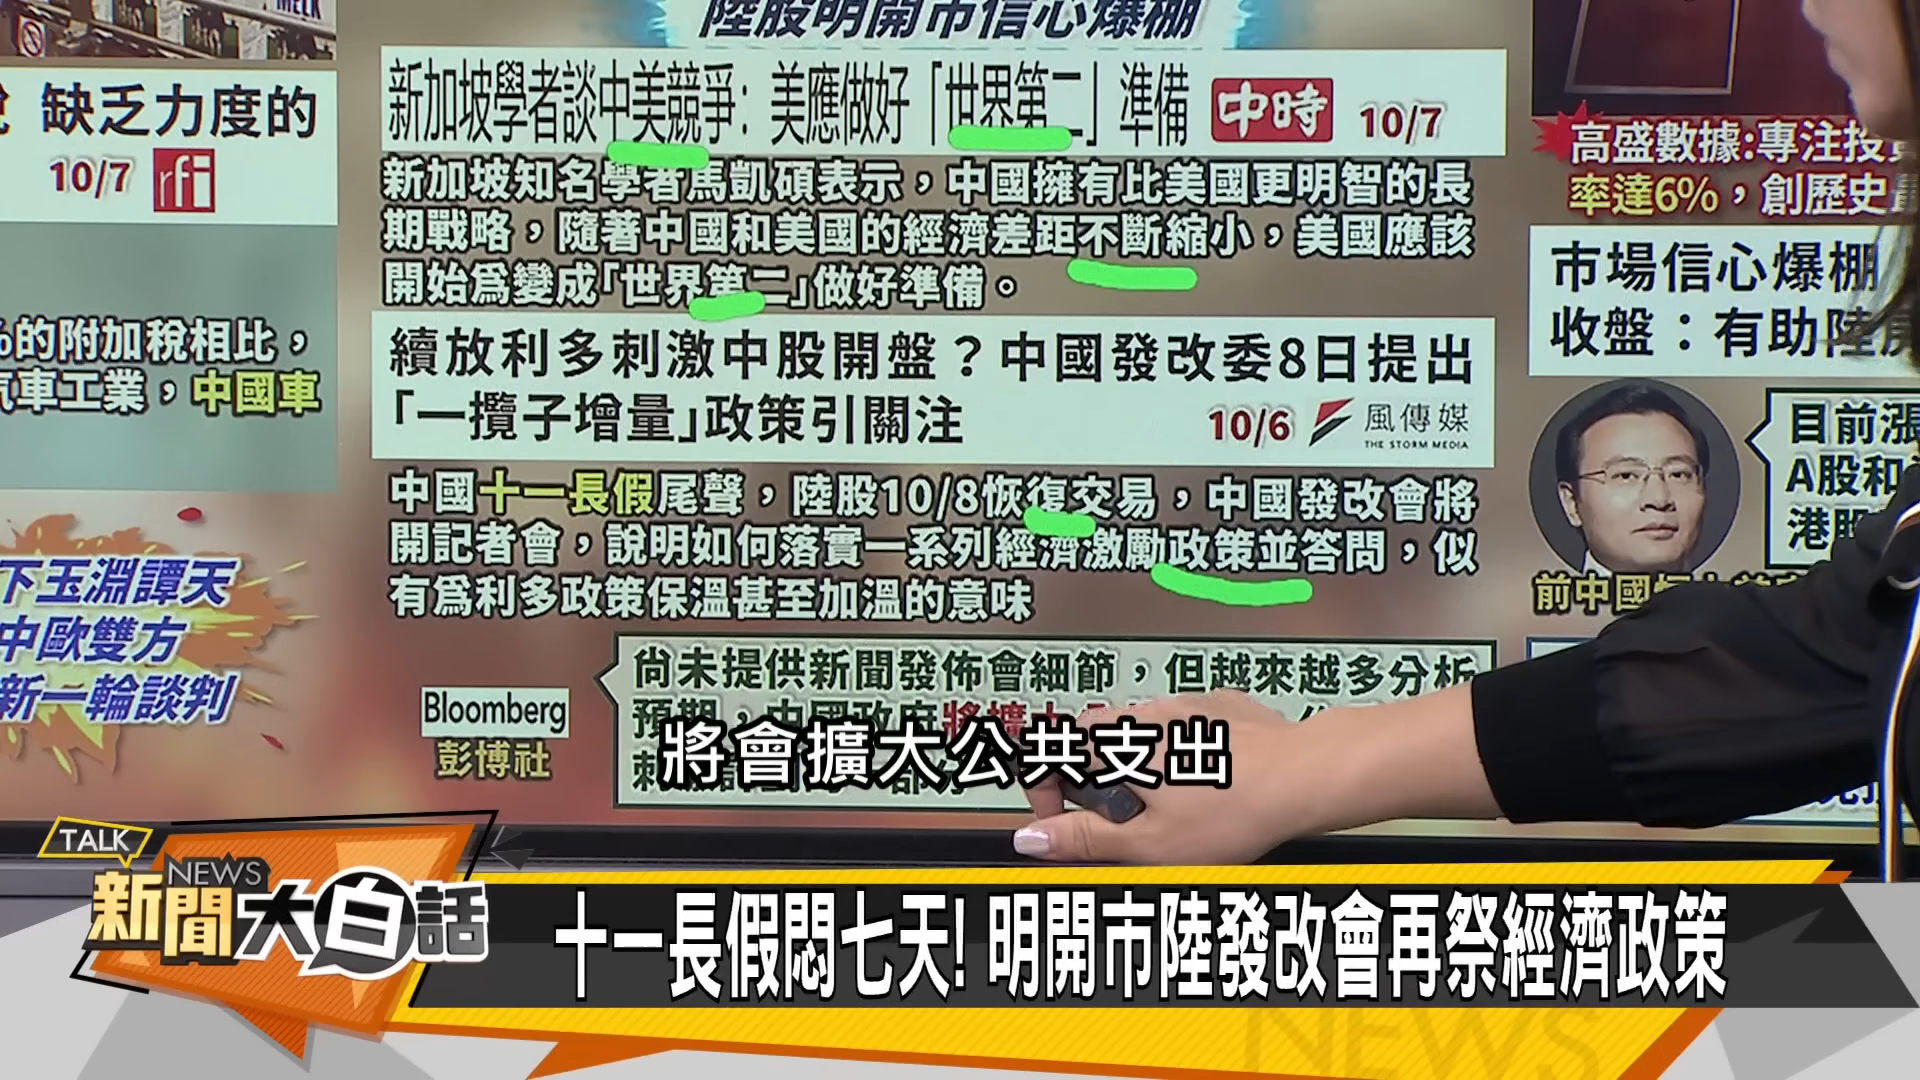 陸股明開市信心爆棚
缺乏力度的
10/7 rfi
的附加稅相比，
汽車工業，中國車
下玉淵譚天
中歐雙方
新一輪談判
新加坡學者談中美競爭：美應做好「世界第二」準備 中時 10/7
新加坡知名學者馬凱碩表示，中國擁有比美國更明智的長
期戰略，隨著中國和美國的經濟差距不斷縮小，美國應該
開始為變成「世界第二」做好準備。
續放利多刺激中股開盤？中國發改委8日提出
「一攬子增量」政策引關注 10/6 風傳媒
THE STORM MEDIA
中國十一長假尾聲，陸股10/8恢復交易，中國發改會將
開記者會，說明如何落實一系列經濟激勵政策並答問，似
有為利多政策保溫甚至加溫的意味
Bloomberg
彭博社
尚未提供新聞發佈會細節，但越來越多分析
預期，中國政府將擴大
高盛數據:專注投
率達6%，創歷史
市場信心爆棚
收盤：有助陸
目前漲
A股和
港股
前中國
將會擴大公共支出
TALK
NEWS
新聞大白話
十一長假悶七天! 明開市陸發改會再祭經濟政策
NEWS